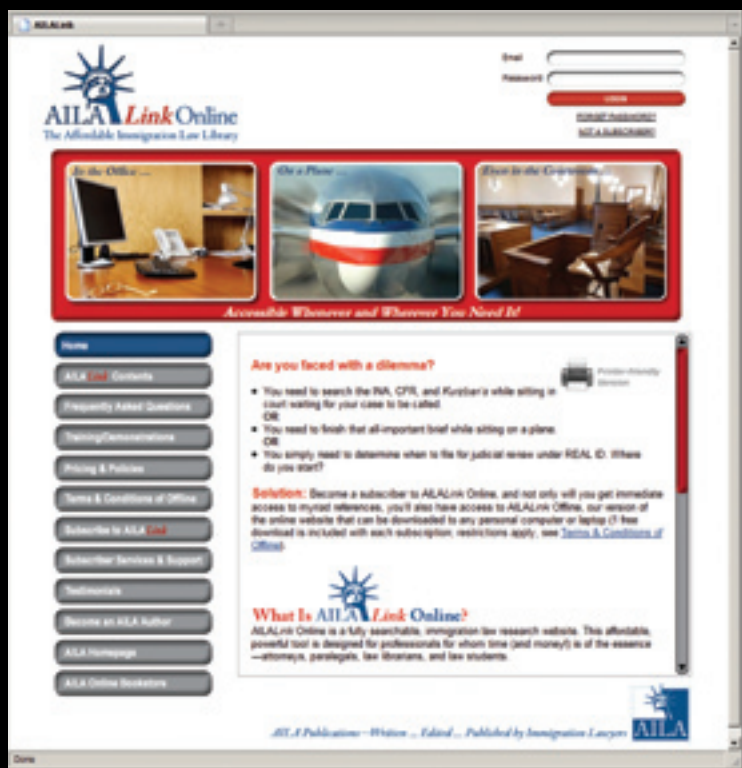 AILALink
Email
Password
LOGIN
FORGET PASSWORD?
NOT A SUBSCRIBER?
AILA Link Online
The Affordable Immigration Law Library
In the Office ...
On a Plane ...
Even in the Courtroom...
Accessible Whenever and Wherever You Need It!
Home
AILA Link Contents
Frequently Asked Questions
Training/Demonstrations
Pricing & Policies
Terms & Conditions of Offline
Subscribe to AILA Link
Subscriber Services & Support
Testimonials
Become an AILA Author
AILA Homepage
AILA Online Bookstore
Are you faced with a dilemma?
Printer-friendly
Version
• You need to search the INA, CFR, and Kurzban's while sitting in
court waiting for your case to be called.
OR
• You need to finish that all-important brief while sitting on a plane.
OR
• You simply need to determine when to file for judicial review under REAL ID. Where
do you start?
Solution: Become a subscriber to AILALink Online, and not only will you get immediate
access to myriad references, you'll also have access to AILALink Offline, our version of
the online website that can be downloaded to any personal computer or laptop (1 free
download is included with each subscription; restrictions apply, see Terms & Conditions of
Offline).
What Is AILA Link Online?
AILALink Online is a fully searchable, immigration law research website. This affordable,
powerful tool is designed for professionals for whom time (and money!) is of the essence
—attorneys, paralegals, law librarians, and law students.
AILA Publications—Written ... Edited ... Published by Immigration Lawyers
AILA
Done